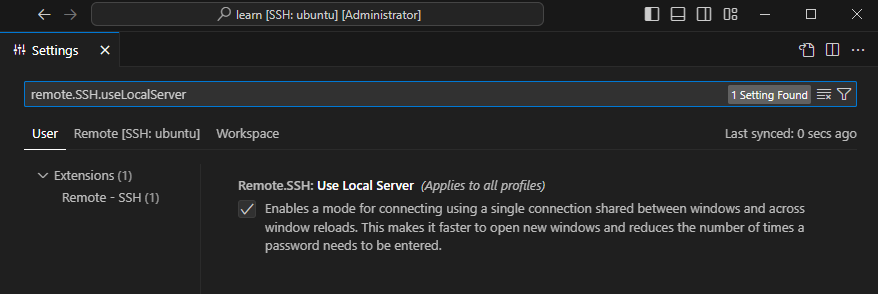 learn [SSH: ubuntu] [Administrator]
Settings
remote.SSH.useLocalServer
1 Setting Found
User Remote [SSH: ubuntu] Workspace
Last synced: 0 secs ago
Extensions (1)
Remote - SSH (1)
Remote.SSH: Use Local Server (Applies to all profiles)
Enables a mode for connecting using a single connection shared between windows and across
window reloads. This makes it faster to open new windows and reduces the number of times a
password needs to be entered.